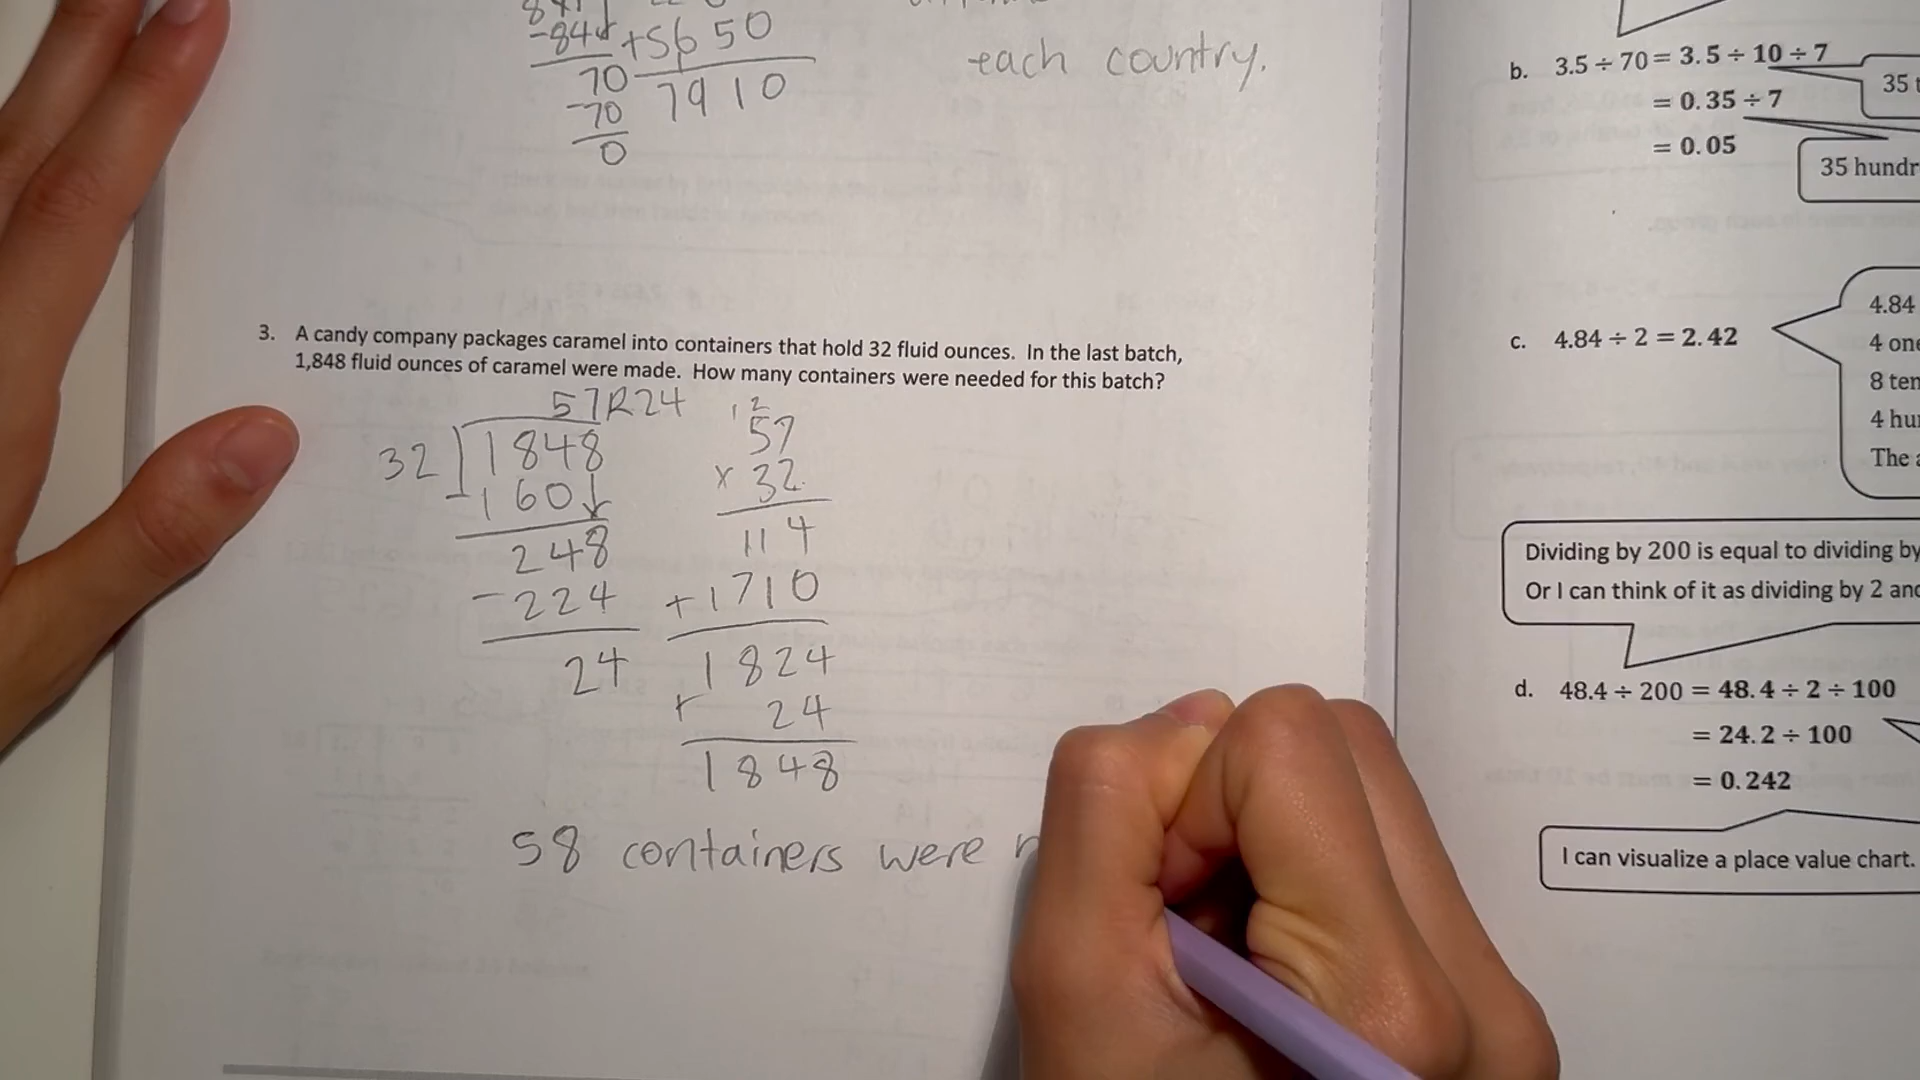 -84 +5650
70 7910
-70
0
each country.
3. A candy company packages caramel into containers that hold 32 fluid ounces. In the last batch,
1,848 fluid ounces of caramel were made. How many containers were needed for this batch?
57R24
32 1848
-160
248
-224
24
12
57
x 32
114
+1710
1824
+ 24
1848
58 containers were
b. 3.5 ÷ 70 = 3.5 ÷ 10 ÷ 7
= 0.35 ÷ 7
= 0.05
35
35 hundr
c. 4.84 ÷ 2 = 2.42
4.84
4 one
8 ten
4 hu
The
Dividing by 200 is equal to dividing by
Or I can think of it as dividing by 2 and
d. 48.4 ÷ 200 = 48.4 ÷ 2 ÷ 100
= 24.2 ÷ 100
= 0.242
I can visualize a place value chart.